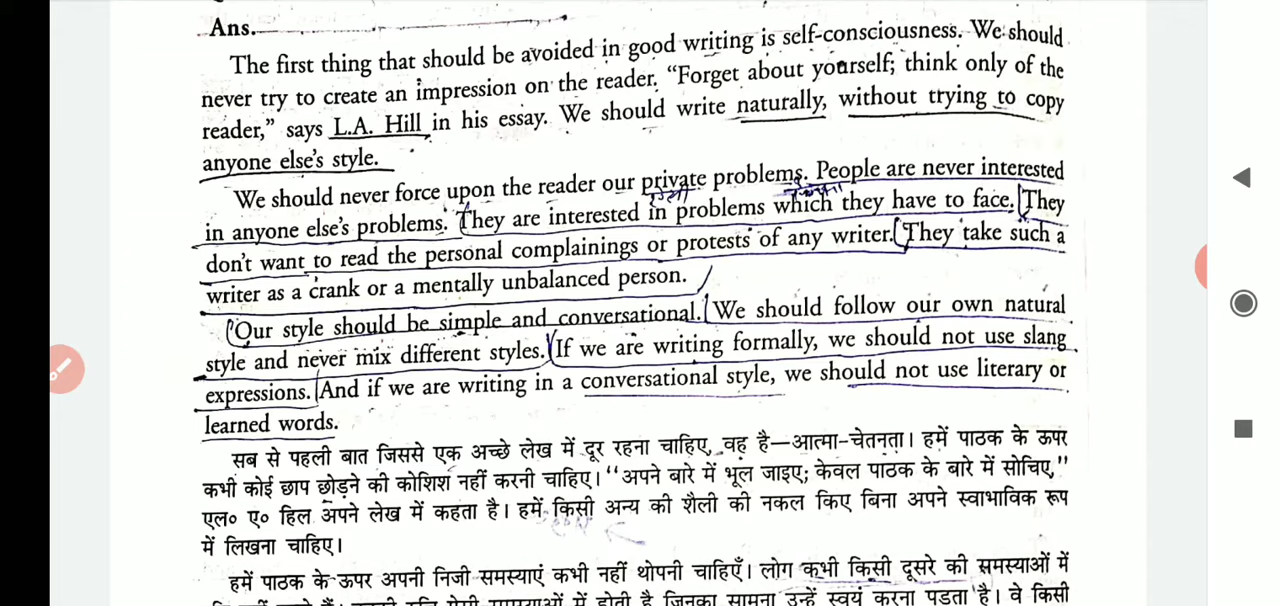 Ans.
The first thing that should be avoided in good writing is self-consciousness. We should
never try to create an impression on the reader. “Forget about yourself; think only of the
reader,” says L.A. Hill in his essay. We should write naturally, without trying to copy
anyone else's style.
We should never force upon the reader our private problems. People are never interested
in anyone else's problems. They are interested in problems which they have to face. They
don't want to read the personal complainings or protests of any writer. They take such a
writer as a crank or a mentally unbalanced person.
Our style should be simple and conversational. We should follow our own natural
style and never mix different styles. If we are writing formally, we should not use slang
expressions. And if we are writing in a conversational style, we should not use literary or
learned words.
सब से पहली बात जिससे एक अच्छे लेख में दूर रहना चाहिए, वह है—आत्मा-चेतनता। हमें पाठक के ऊपर
कभी कोई छाप छोड़ने की कोशिश नहीं करनी चाहिए। “अपने बारे में भूल जाइए; केवल पाठक के बारे में सोचिए,”
एल० ए० हिल अपने लेख में कहता है। हमें किसी अन्य की शैली की नकल किए बिना अपने स्वाभाविक रूप
में लिखना चाहिए।
हमें पाठक के ऊपर अपनी निजी समस्याएं कभी नहीं थोपनी चाहिएँ। लोग कभी किसी दूसरे की समस्याओं में
समस्याओं में होती है जिनका सामना उन्हें स्वयं करना पड़ता है। वे किसी